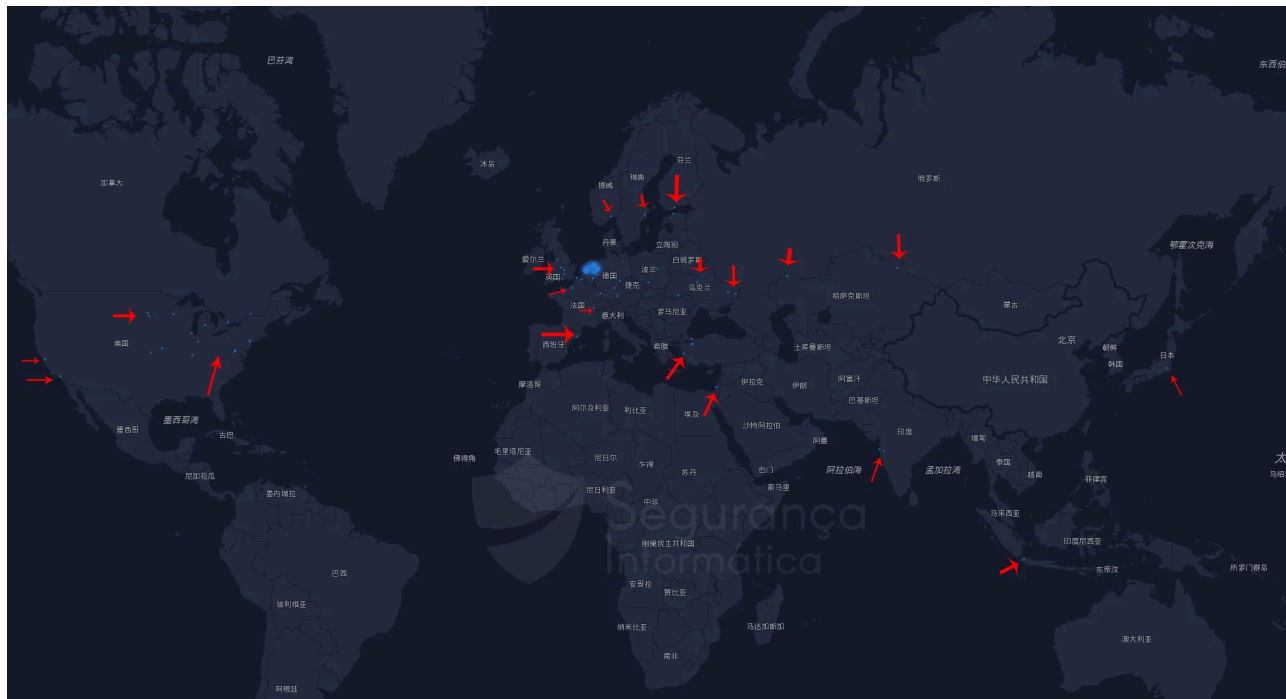 巴芬湾
东西伯
冰岛
芬兰
瑞典
挪威
加拿大
俄罗斯
丹麦
立陶宛
鄂霍次克海
爱尔兰
白俄罗斯
英国
德国
波兰
捷克
乌克兰
哈萨克斯坦
蒙古
法国
意大利
罗马尼亚
美国
西班牙
希腊
土库曼斯坦
北京
朝鲜
韩国
日本
中华人民共和国
摩洛哥
伊拉克
伊朗
阿富汗
巴基斯坦
阿尔及利亚
利比亚
埃及
墨西哥湾
墨西哥
古巴
沙特阿拉伯
阿曼
印度
缅甸
毛里塔尼亚
佛得角
尼日尔
乍得
苏丹
也门
阿拉伯海
孟加拉湾
泰国
越南
太
尼加拉瓜
索马里
菲律宾
委内瑞拉
尼日利亚
中非
马来西亚
Segurança
Informática
刚果民主共和国
印度尼西亚
巴西
安哥拉
赞比亚
东帝汶
所罗门群岛
玻利维亚
纳米比亚
马达加斯加
澳大利亚
南非
阿根廷